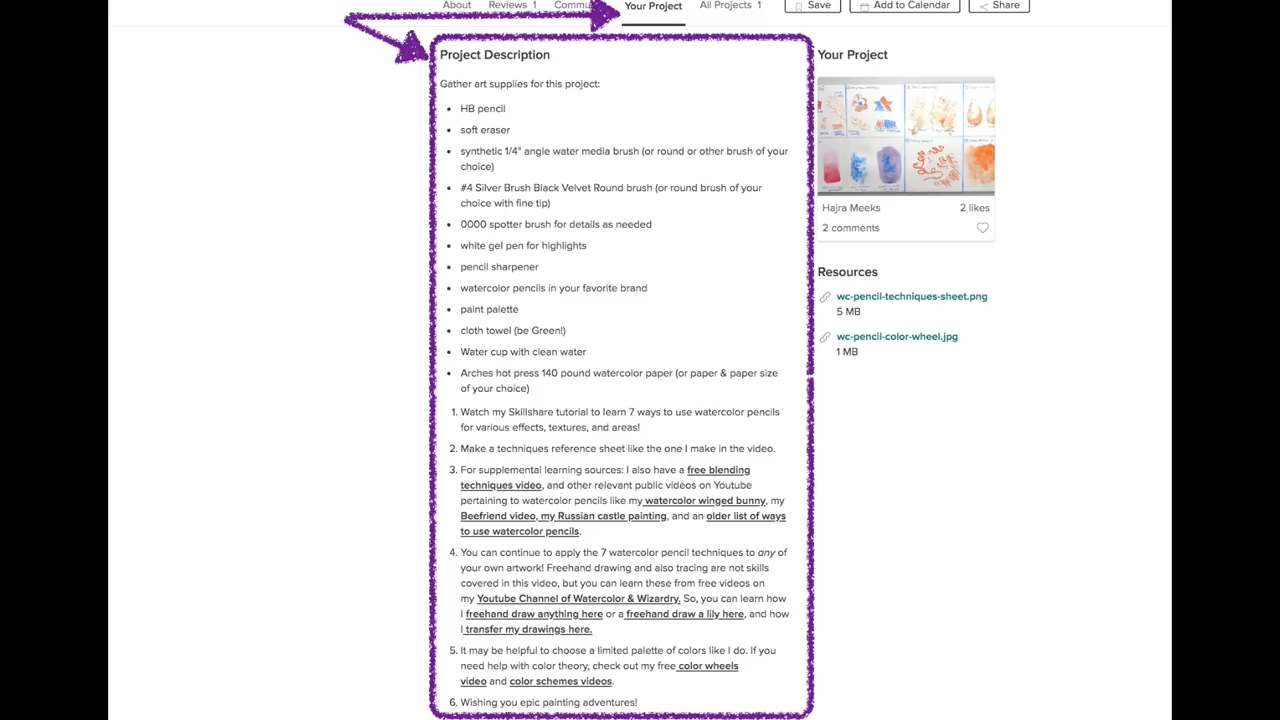 About Reviews 1 Commu Your Project All Projects 1 Save Add to Calendar Share
Project Description
Gather art supplies for this project:
HB pencil
soft eraser
synthetic 1/4" angle water media brush (or round or other brush of your
choice)
#4 Silver Brush Black Velvet Round brush (or round brush of your
choice with fine tip)
0000 spotter brush for details as needed
white gel pen for highlights
pencil sharpener
watercolor pencils in your favorite brand
paint palette
cloth towel (be Green!)
Water cup with clean water
Arches hot press 140 pound watercolor paper (or paper & paper size
of your choice)
1. Watch my Skillshare tutorial to learn 7 ways to use watercolor pencils
for various effects, textures, and areas!
2. Make a techniques reference sheet like the one I make in the video.
3. For supplemental learning sources: I also have a free blending
techniques video, and other relevant public videos on Youtube
pertaining to watercolor pencils like my watercolor winged bunny, my
Beefriend video, my Russian castle painting, and an older list of ways
to use watercolor pencils.
4. You can continue to apply the 7 watercolor pencil techniques to any of
your own artwork! Freehand drawing and also tracing are not skills
covered in this video, but you can learn these from free videos on
my Youtube Channel of Watercolor & Wizardry. So, you can learn how
I freehand draw anything here or a freehand draw a lily here, and how
I transfer my drawings here.
5. It may be helpful to choose a limited palette of colors like I do. If you
need help with color theory, check out my free color wheels
video and color schemes videos.
6. Wishing you epic painting adventures!
Your Project
Hajra Meeks 2 likes
2 comments
Resources
wc-pencil-techniques-sheet.png
5 MB
wc-pencil-color-wheel.jpg
1 MB